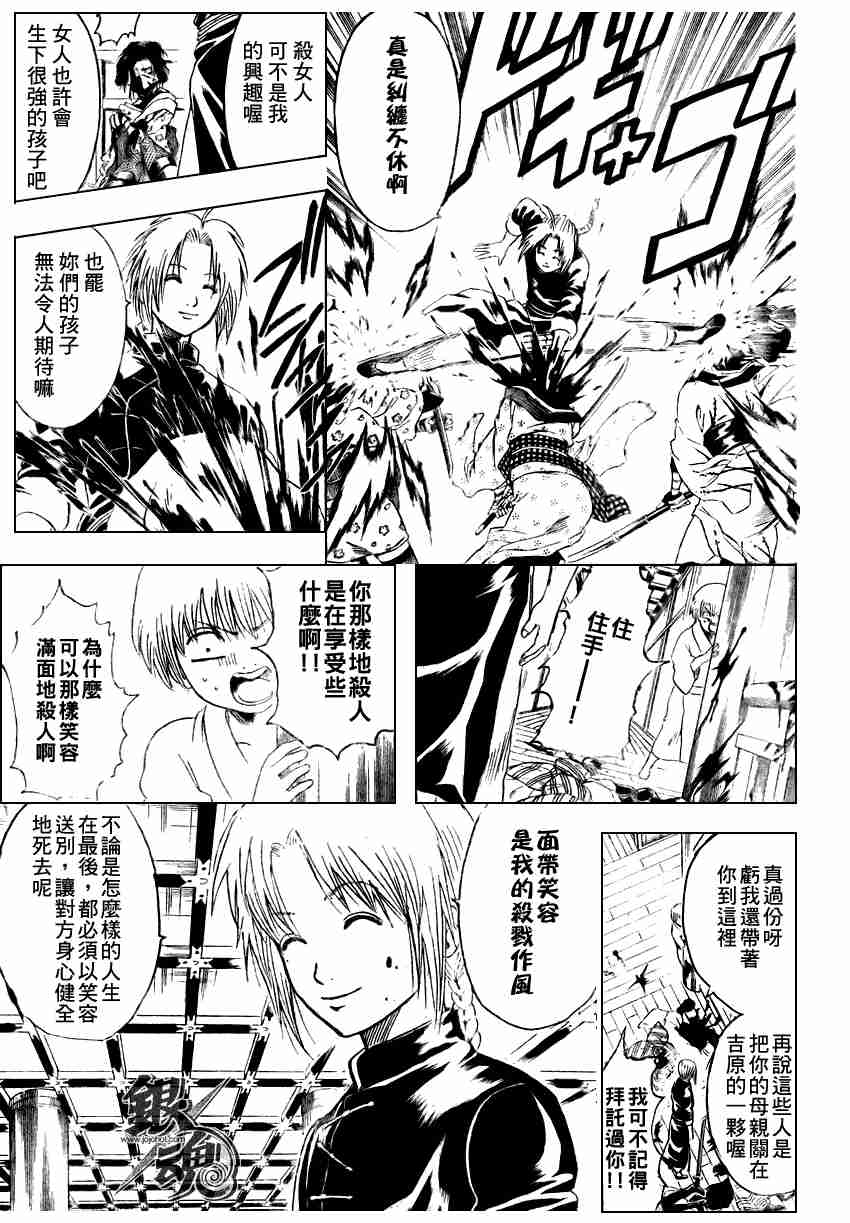 ドギャゴ
真是糾纏不休啊
殺女人
可不是我
的興趣喔
女人也許會
生下很強的孩子吧
也罷
妳們的孩子
無法令人期待嘛
住
住手——！
你那樣地殺人
是在享受些
什麼啊!!
為什麼
可以那樣笑容
滿面地殺人啊
真過份呀
虧我還帶著
你到這裡
再說這些人是
把你的母親關在
吉原的一夥喔
我可不記得
拜託過你!!
面帶笑容
是我的殺戮作風
不論是怎麼樣的人生
在最後，都必須以笑容
送別，讓對方身心健全
地死去呢
銀魂
www.jojohot.com